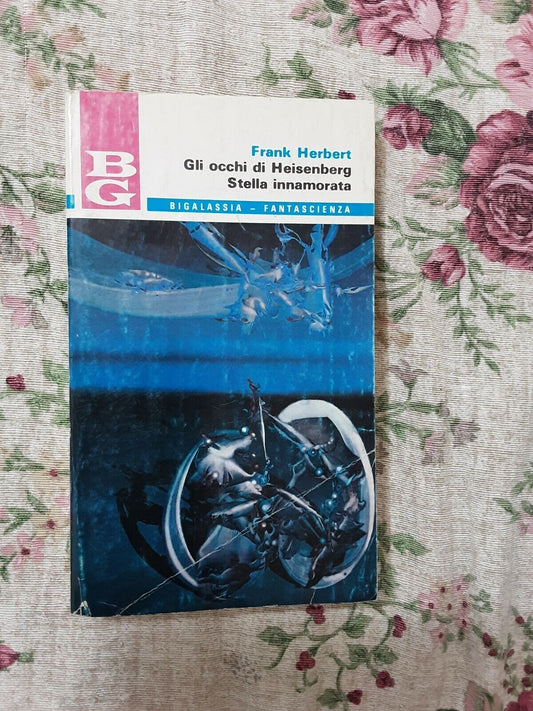 BG
Frank Herbert
Gli occhi di Heisenberg
Stella innamorata
BIGALASSIA – FANTASCIENZA